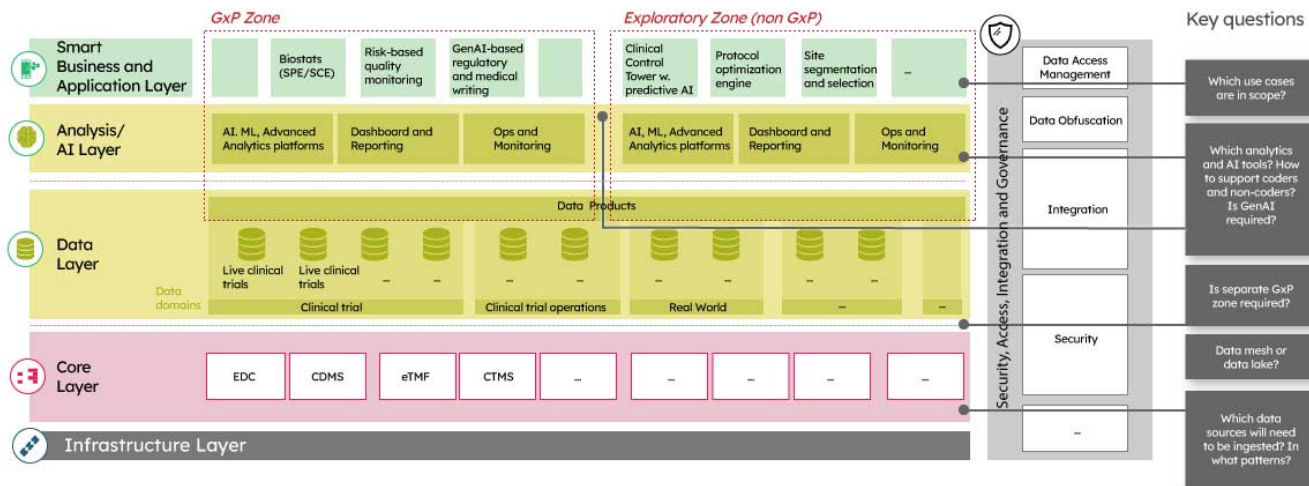 GxP Zone
Exploratory Zone (non GxP)
Key questions
Smart
Business and
Application Layer
Biostats
(SPE/SCE)
Risk-based
quality
monitoring
GenAI-based
regulatory
and medical
writing
Clinical
Control
Tower w.
predictive AI
Protocol
optimization
engine
Site
segmentation
and selection
...
Analysis/
AI Layer
AI. ML, Advanced
Analytics platforms
Dashboard and
Reporting
Ops and
Monitoring
AI, ML, Advanced
Analytics platforms
Dashboard and
Reporting
Ops and
Monitoring
Data
Layer
Data Products
Live clinical
trials
Live clinical
trials
...
...
...
...
...
...
...
...
Data
domains
Clinical trial
Clinical trial operations
Real World
...
...
Core
Layer
EDC
CDMS
eTMF
CTMS
...
...
...
...
...
Infrastructure Layer
Security, Access, Integration and Governance
Data Access
Management
Data Obfuscation
Integration
Security
...
Which use cases
are in scope?
Which analytics
and AI tools? How
to support coders
and non-coders?
Is GenAI
required?
Is separate GxP
zone required?
Data mesh or
data lake?
Which data
sources will need
to be ingested? In
what patterns?